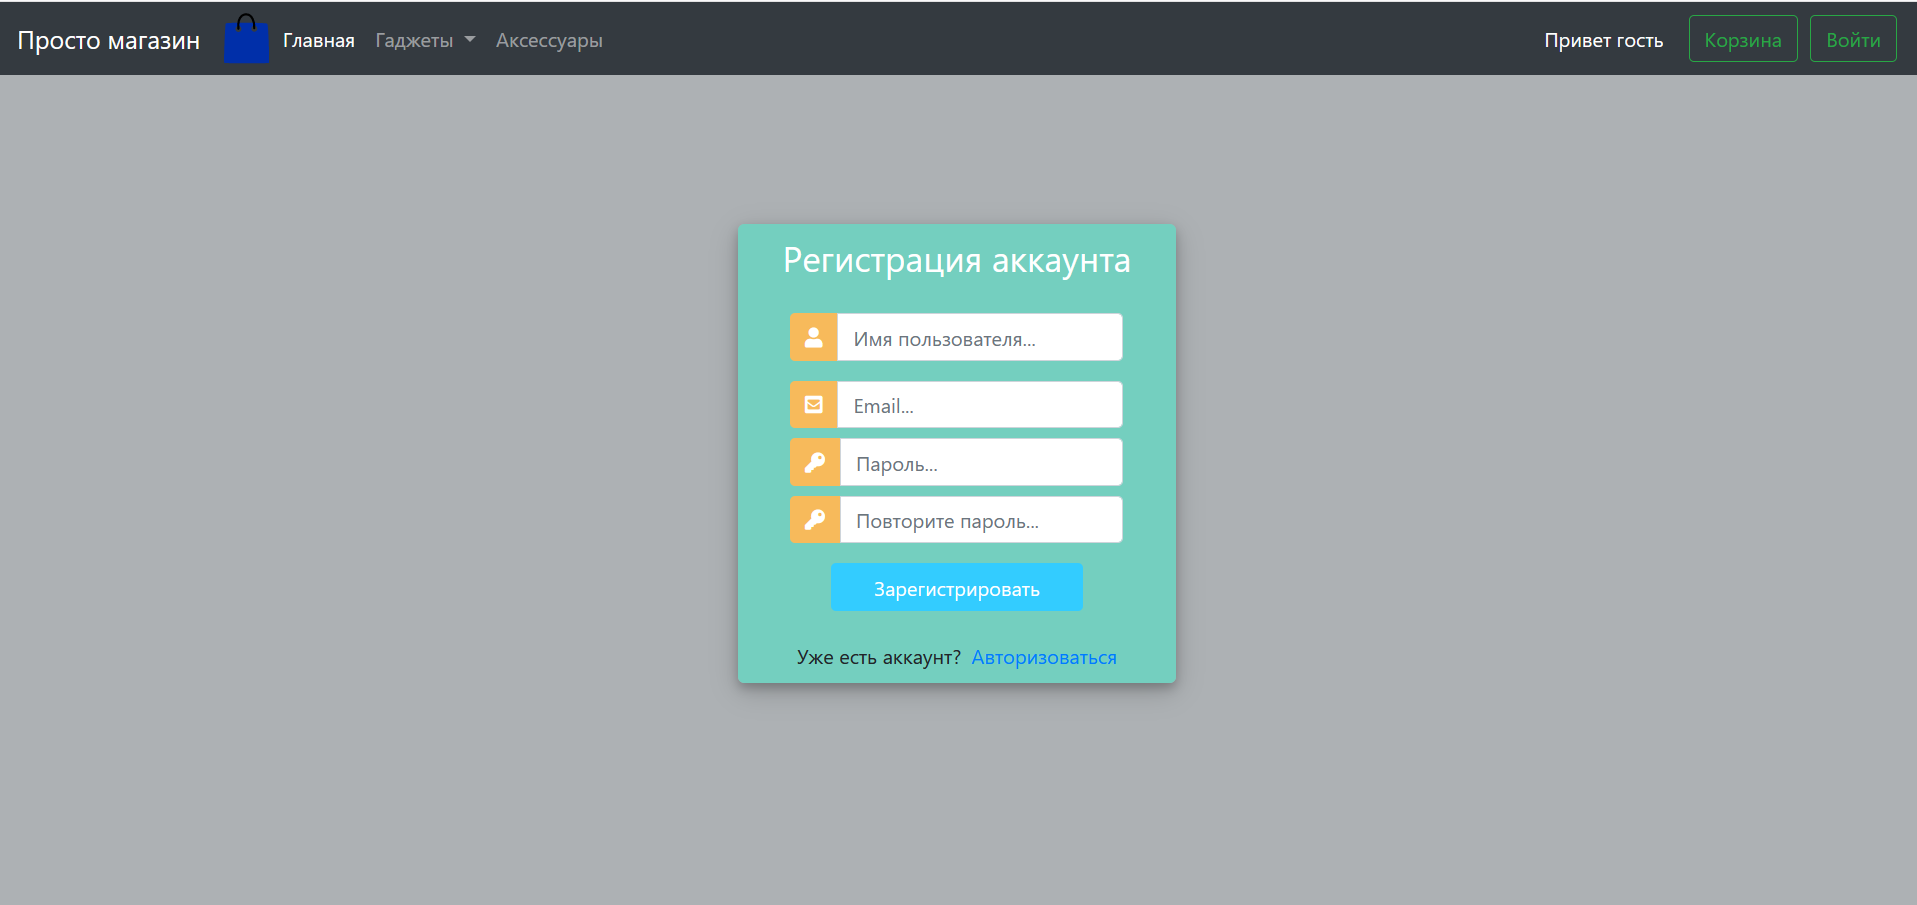 Просто магазин Главная Гаджеты Аксессуары Привет гость Корзина Войти
Регистрация аккаунта
Имя пользователя...
Email...
Пароль...
Повторите пароль...
Зарегистрировать
Уже есть аккаунт? Авторизоваться